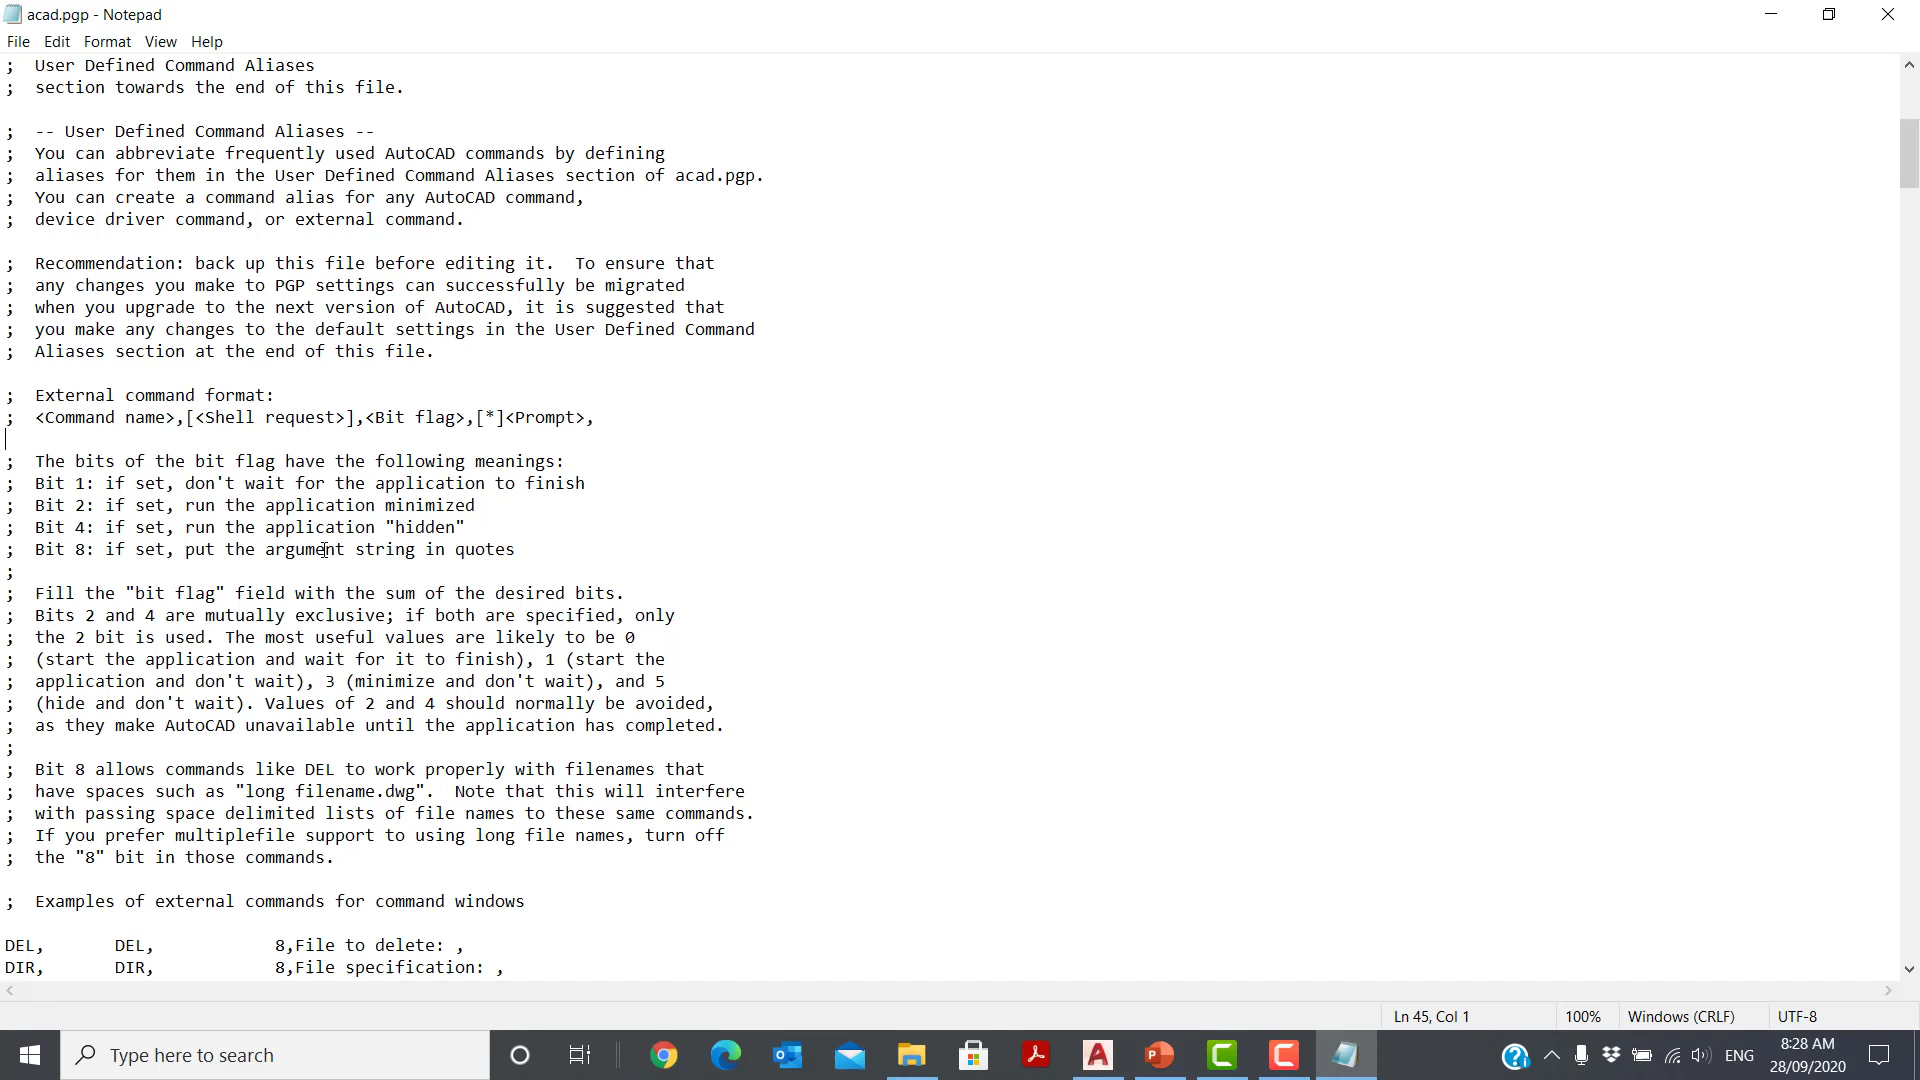 acad.pgp - Notepad
File Edit Format View Help
;  User Defined Command Aliases
;  section towards the end of this file.
;  -- User Defined Command Aliases --
;  You can abbreviate frequently used AutoCAD commands by defining
;  aliases for them in the User Defined Command Aliases section of acad.pgp.
;  You can create a command alias for any AutoCAD command,
;  device driver command, or external command.
;  Recommendation: back up this file before editing it.  To ensure that
;  any changes you make to PGP settings can successfully be migrated
;  when you upgrade to the next version of AutoCAD, it is suggested that
;  you make any changes to the default settings in the User Defined Command
;  Aliases section at the end of this file.
;  External command format:
;  <Command name>,[<Shell request>],<Bit flag>,[*]<Prompt>,
;  The bits of the bit flag have the following meanings:
;  Bit 1: if set, don't wait for the application to finish
;  Bit 2: if set, run the application minimized
;  Bit 4: if set, run the application "hidden"
;  Bit 8: if set, put the argument string in quotes
;
;  Fill the "bit flag" field with the sum of the desired bits.
;  Bits 2 and 4 are mutually exclusive; if both are specified, only
;  the 2 bit is used. The most useful values are likely to be 0
;  (start the application and wait for it to finish), 1 (start the
;  application and don't wait), 3 (minimize and don't wait), and 5
;  (hide and don't wait). Values of 2 and 4 should normally be avoided,
;  as they make AutoCAD unavailable until the application has completed.
;
;  Bit 8 allows commands like DEL to work properly with filenames that
;  have spaces such as "long filename.dwg".  Note that this will interfere
;  with passing space delimited lists of file names to these same commands.
;  If you prefer multiplefile support to using long file names, turn off
;  the "8" bit in those commands.
;  Examples of external commands for command windows
DEL,       DEL,            8,File to delete: ,
DIR,       DIR,            8,File specification: ,
Ln 45, Col 1 100% Windows (CRLF) UTF-8
Type here to search ENG 8:28 AM
28/09/2020